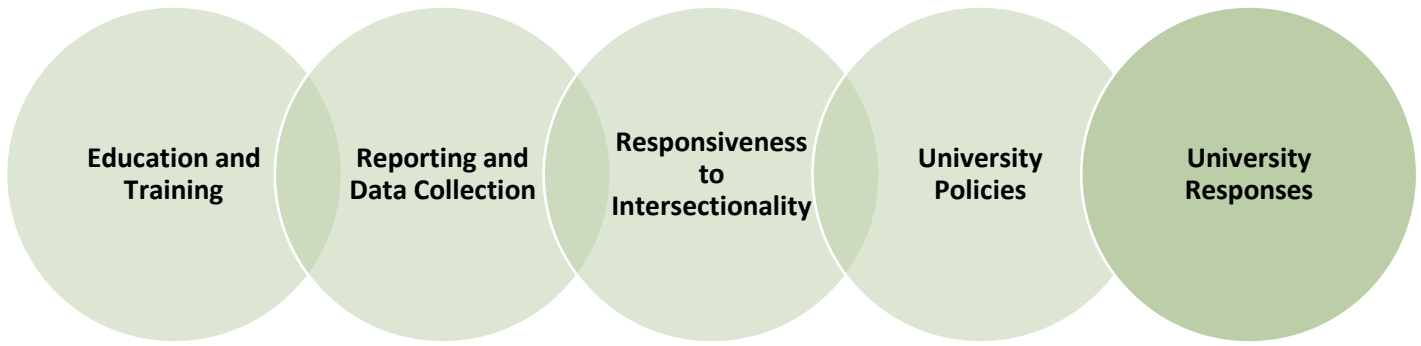 Education and
Training
Reporting and
Data Collection
Responsiveness
to
Intersectionality
University
Policies
University
Responses